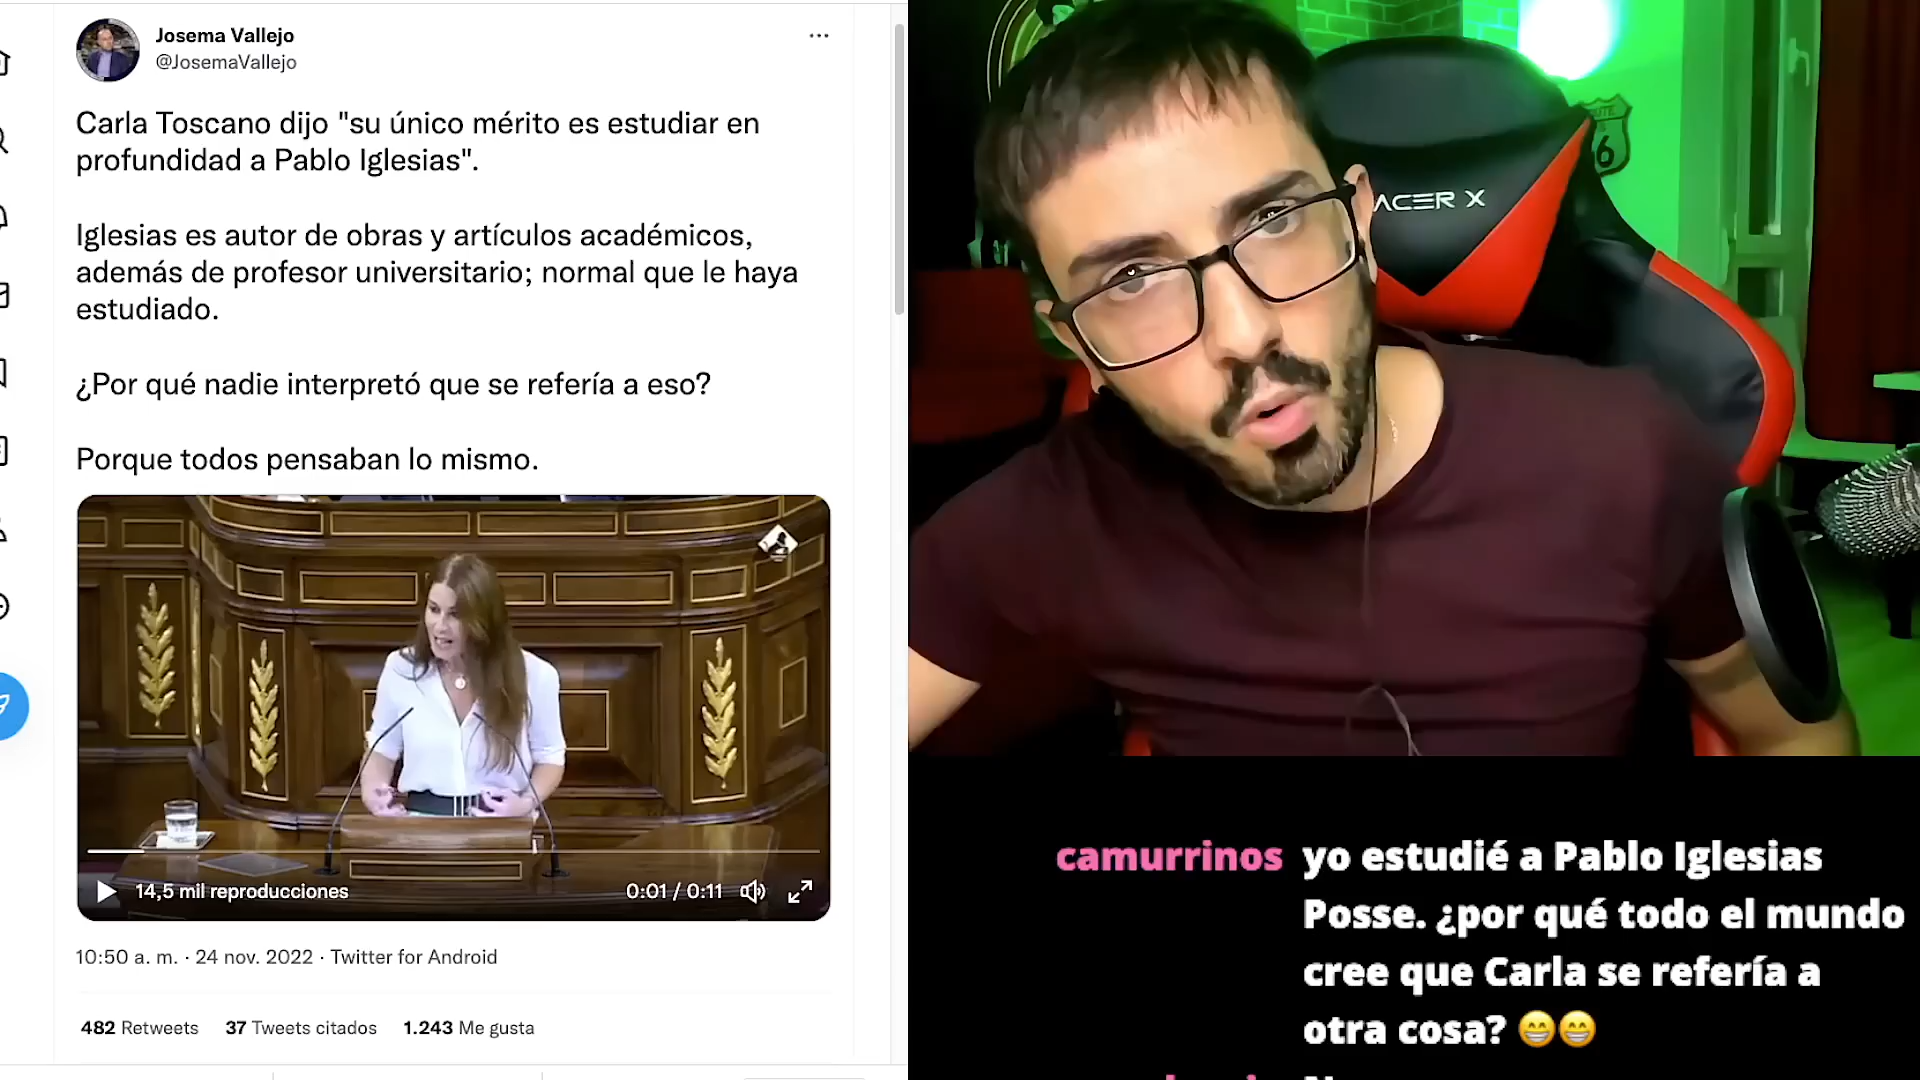 Josema Vallejo
@JosemaVallejo
Carla Toscano dijo "su único mérito es estudiar en
profundidad a Pablo Iglesias".
Iglesias es autor de obras y artículos académicos,
además de profesor universitario; normal que le haya
estudiado.
¿Por qué nadie interpretó que se refería a eso?
Porque todos pensaban lo mismo.
14,5 mil reproducciones
0:01 / 0:11
10:50 a. m. · 24 nov. 2022 · Twitter for Android
482 Retweets 37 Tweets citados 1.243 Me gusta
ACER X
6
camurrinos yo estudié a Pablo Iglesias
Posse. ¿por qué todo el mundo
cree que Carla se refería a
otra cosa? 😁😁